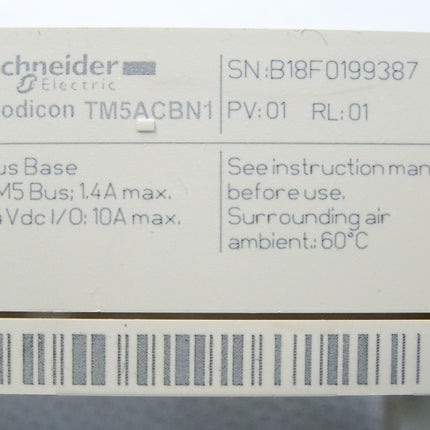 chneider
Electric
odicon TM5ACBN1
us Base
M5 Bus; 1.4A max.
Vdc I/O: 10A max.
SN:B18F0199387
PV:01 RL:01
See instruction man
before use.
Surrounding air
ambient.: 60°C